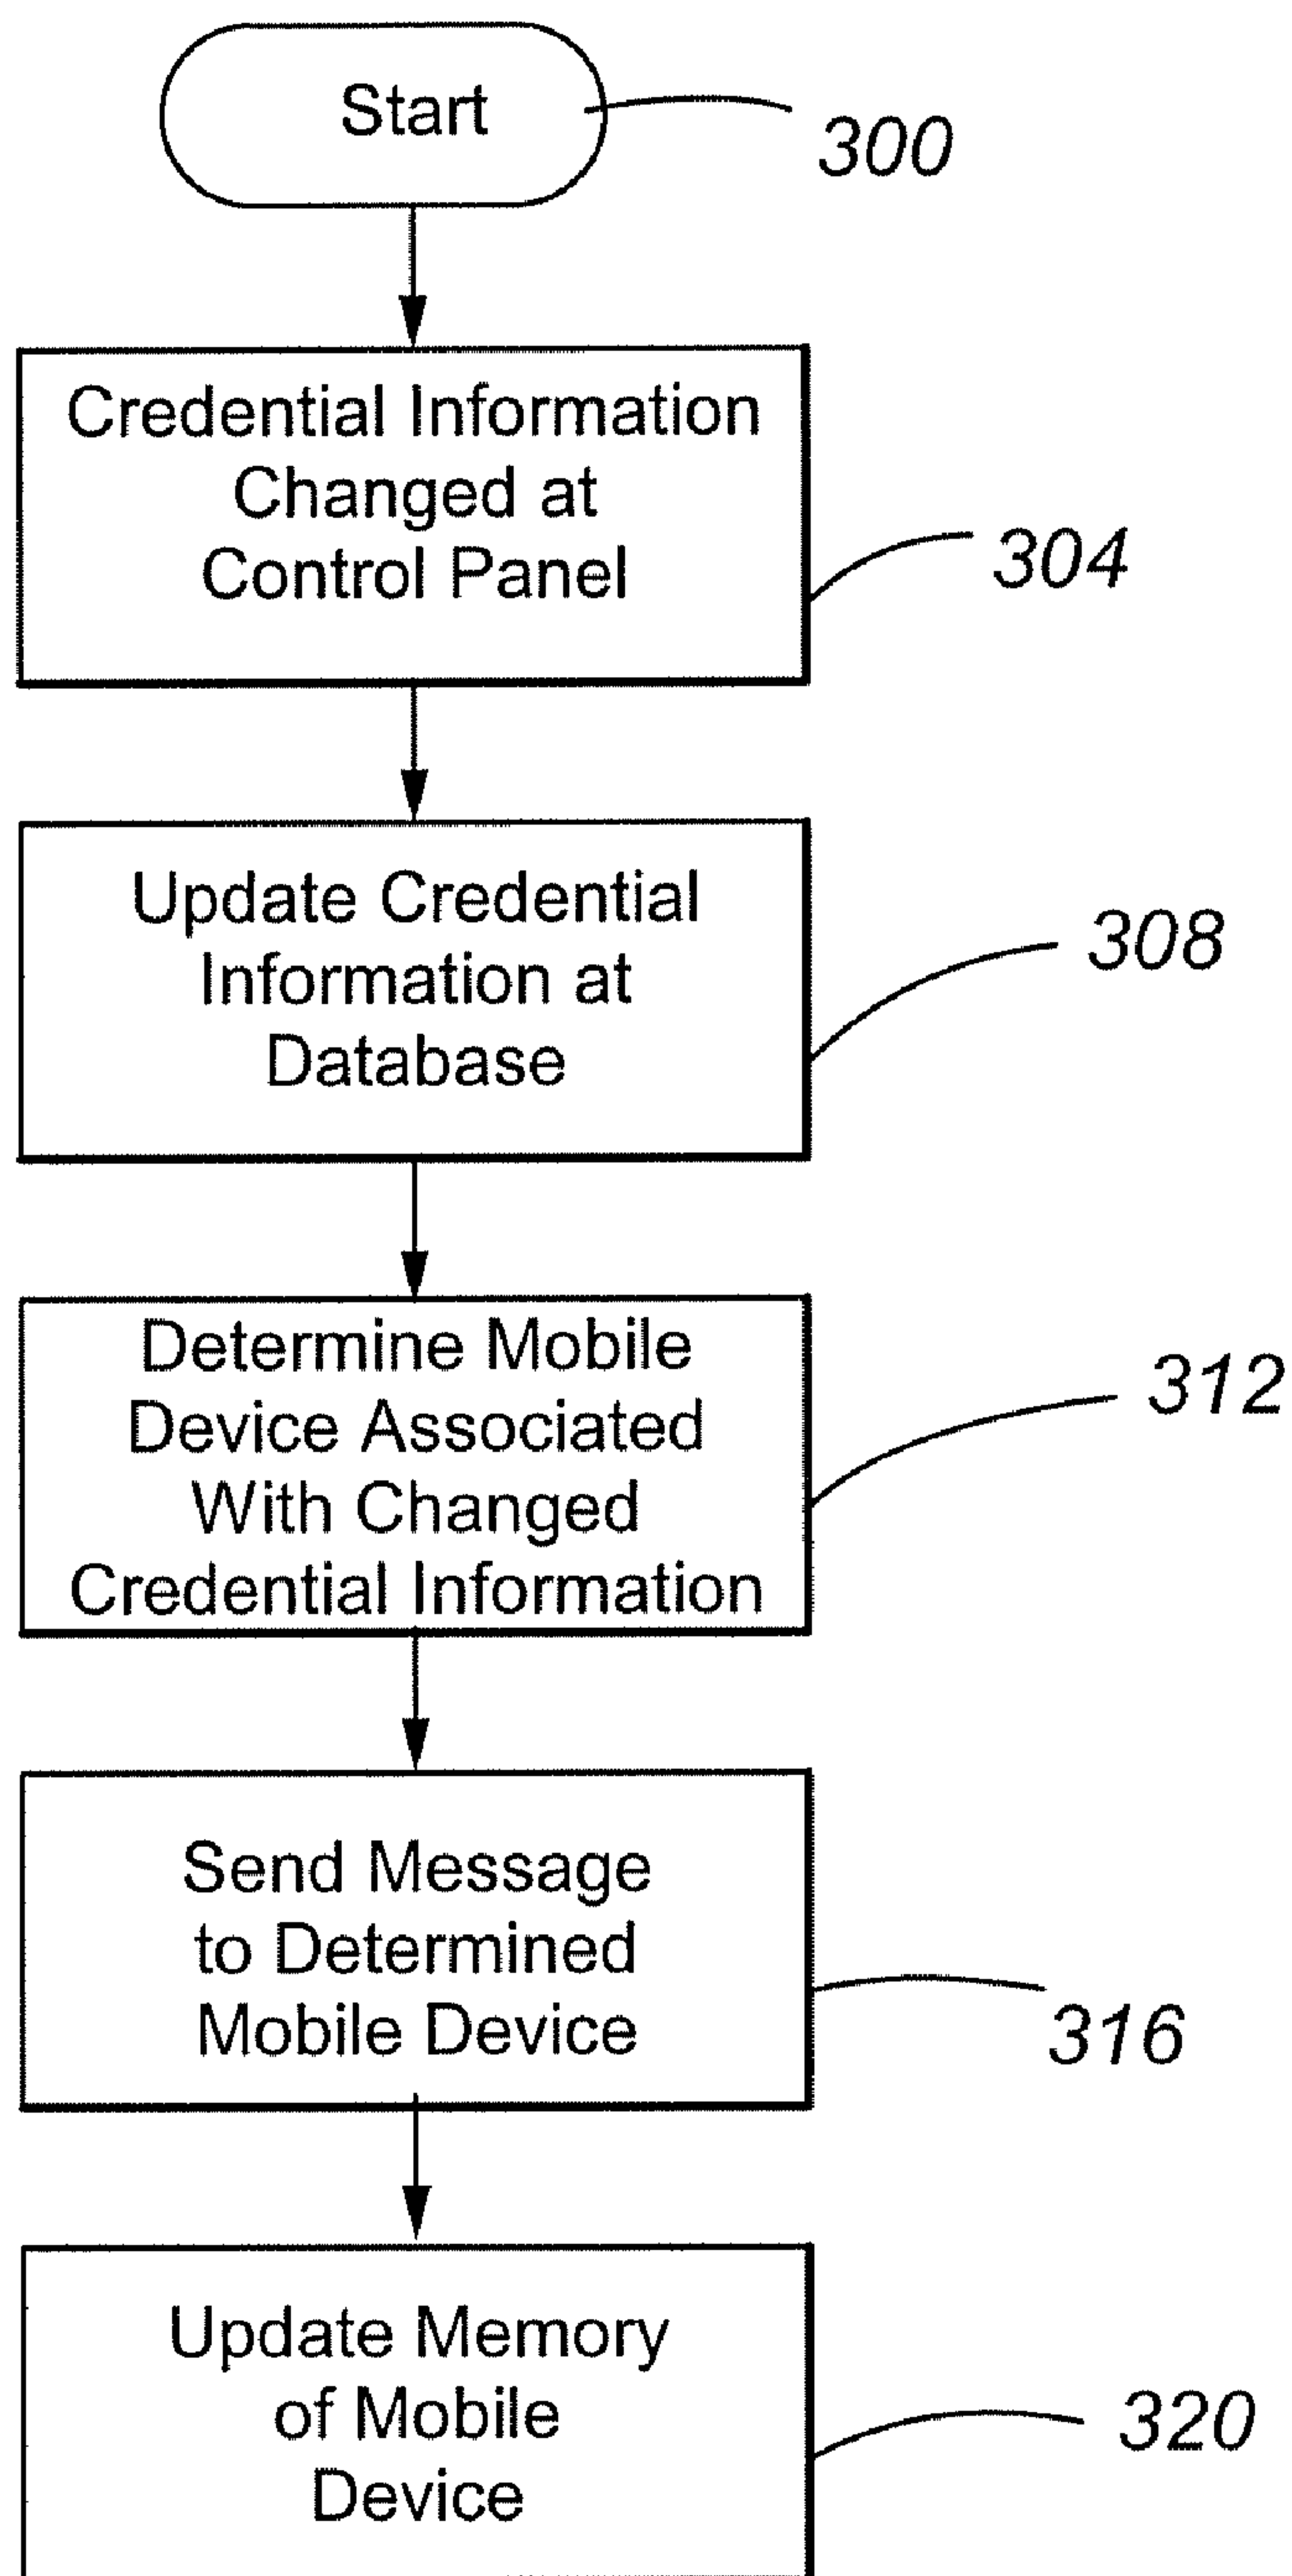 Start
300
Credential Information
Changed at
Control Panel
304
Update Credential
Information at
Database
308
Determine Mobile
Device Associated
With Changed
Credential Information
312
Send Message
to Determined
Mobile Device
316
Update Memory
of Mobile
Device
320